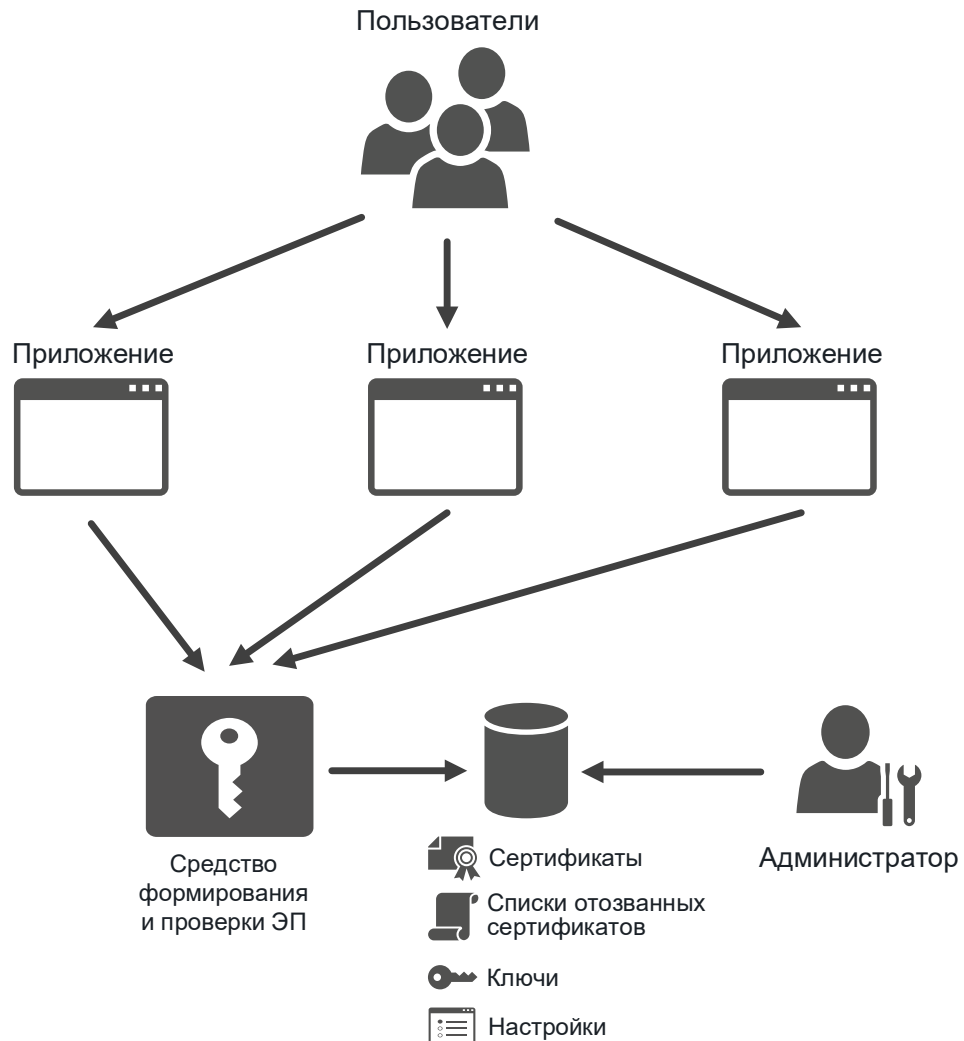 Пользователи
Приложение
Приложение
Приложение
Средство
формирования
и проверки ЭП
Сертификаты
Списки отозванных
сертификатов
Ключи
Настройки
Администратор